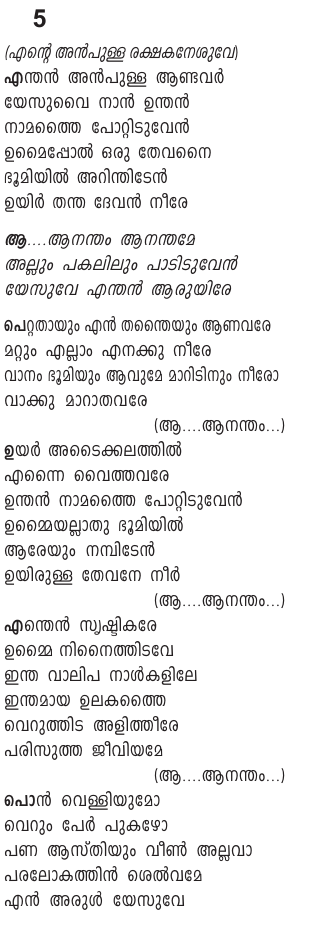 5
(എന്റെ അൻപുള്ള രക്ഷകനേശുവേ)
എന്തൻ അൻപുള്ള ആണ്ടവർ
യേസുവൈ നാൻ ഉന്തൻ
നാമത്തൈ പോറ്റിടുവേൻ
ഉമൈപ്പോൽ ഒരു തേവനൈ
ഭൂമിയിൽ അറിന്തിടേൻ
ഉയിർ തന്ത ദേവൻ നീരേ
ആ....ആനന്തം ആനന്തമേ
അല്ലും പകലിലും പാടിടുവേൻ
യേസുവേ എന്തൻ ആരുയിരേ
പെറ്റതായും എൻ തന്തൈയും ആണവരേ
മറ്റും എല്ലാം എനക്കു നീരേ
വാനം ഭൂമിയും ആവുമേ മാറിടിനും നീരോ
വാക്കു മാറാതവരേ
(ആ....ആനന്തം...)
ഉയർ അടൈക്കലത്തിൽ
എന്നൈ വൈത്തവരേ
ഉന്തൻ നാമത്തൈ പോറ്റിടുവേൻ
ഉമ്മൈയല്ലാതു ഭൂമിയിൽ
ആരേയും നമ്പിടേൻ
ഉയിരുള്ള തേവനേ നീർ
(ആ....ആനന്തം...)
എന്തെൻ സൃഷ്ടികരേ
ഉമ്മൈ നിനൈത്തിടവേ
ഇന്ത വാലിപ നാൾകളിലേ
ഇന്തമായ ഉലകത്തൈ
വെറുത്തിട അളിത്തീരേ
പരിസുത്ത ജീവിയമേ
(ആ....ആനന്തം...)
പൊൻ വെള്ളിയുമോ
വെറും പേർ പുകഴോ
പണ ആസ്തിയും വീൺ അല്ലവാ
പരലോകത്തിൻ ശെൽവമേ
എൻ അരുൾ യേസുവേ